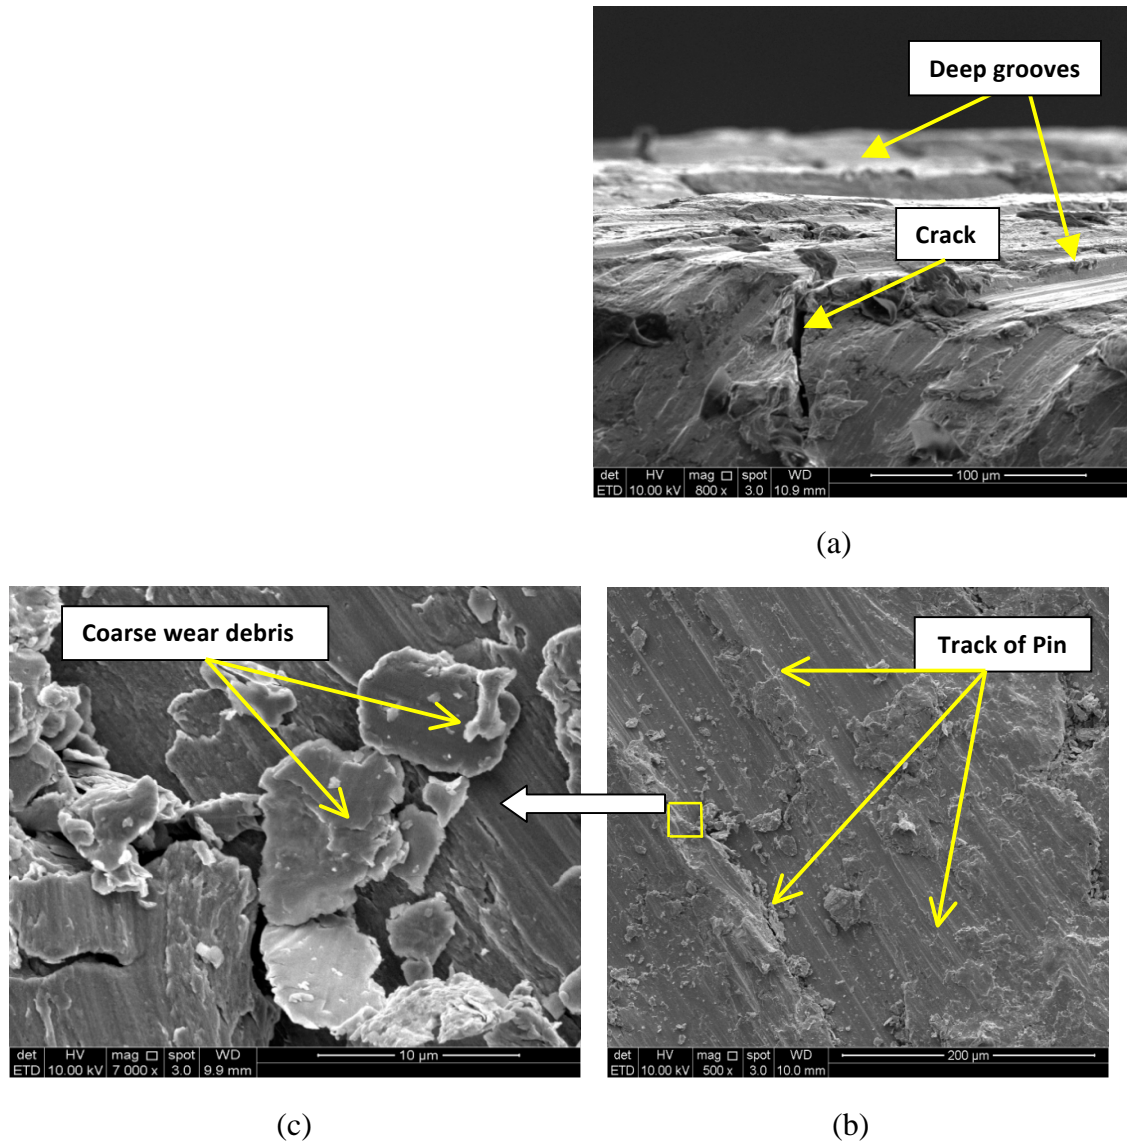 Deep grooves
Crack
det HV mag □ spot WD 100 µm
ETD 10.00 kV 800 x 3.0 10.9 mm
(a)
Coarse wear debris
Track of Pin
det HV mag □ spot WD 10 µm
ETD 10.00 kV 7 000 x 3.0 9.9 mm
det HV mag □ spot WD 200 µm
ETD 10.00 kV 500 x 3.0 10.0 mm
(c)
(b)